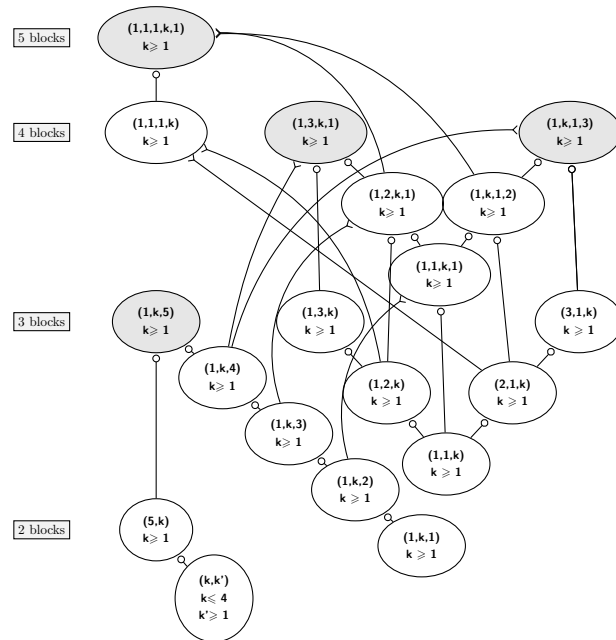 (1,1,1,k,1)
k⩾ 1
5 blocks
(1,1,1,k)
k⩾ 1
(1,3,k,1)
k⩾ 1
(1,k,1,3)
k⩾ 1
4 blocks
(1,2,k,1)
k⩾ 1
(1,k,1,2)
k⩾ 1
(1,1,k,1)
k⩾ 1
(1,k,5)
k⩾ 1
(1,3,k)
k⩾ 1
(3,1,k)
k⩾ 1
3 blocks
(1,k,4)
k⩾ 1
(1,2,k)
k ⩾ 1
(2,1,k)
k ⩾ 1
(1,k,3)
k⩾ 1
(1,1,k)
k ⩾ 1
(1,k,2)
k ⩾ 1
(5,k)
k⩾ 1
2 blocks
(1,k,1)
k ⩾ 1
(k,k')
k⩽ 4
k'⩾ 1